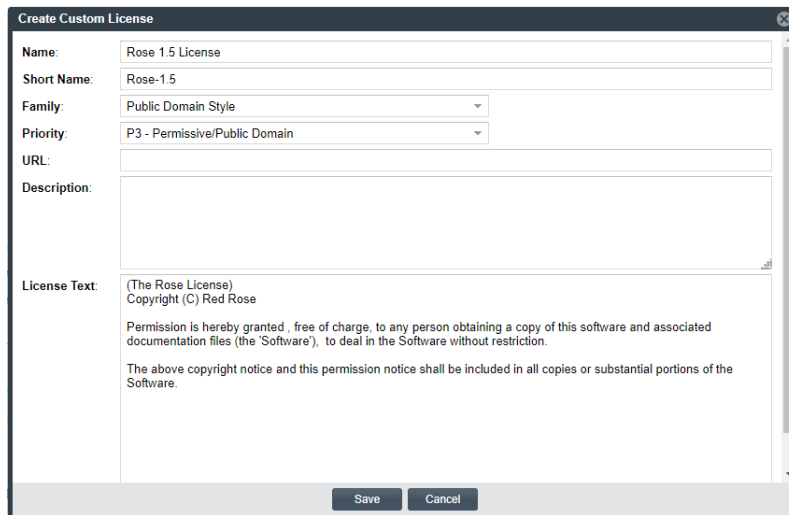 Create Custom License
Name: Rose 1.5 License
Short Name: Rose-1.5
Family: Public Domain Style
Priority: P3 - Permissive/Public Domain
URL:
Description:
License Text: (The Rose License)
Copyright (C) Red Rose
Permission is hereby granted , free of charge, to any person obtaining a copy of this software and associated
documentation files (the 'Software'), to deal in the Software without restriction.
The above copyright notice and this permission notice shall be included in all copies or substantial portions of the
Software.
Save Cancel